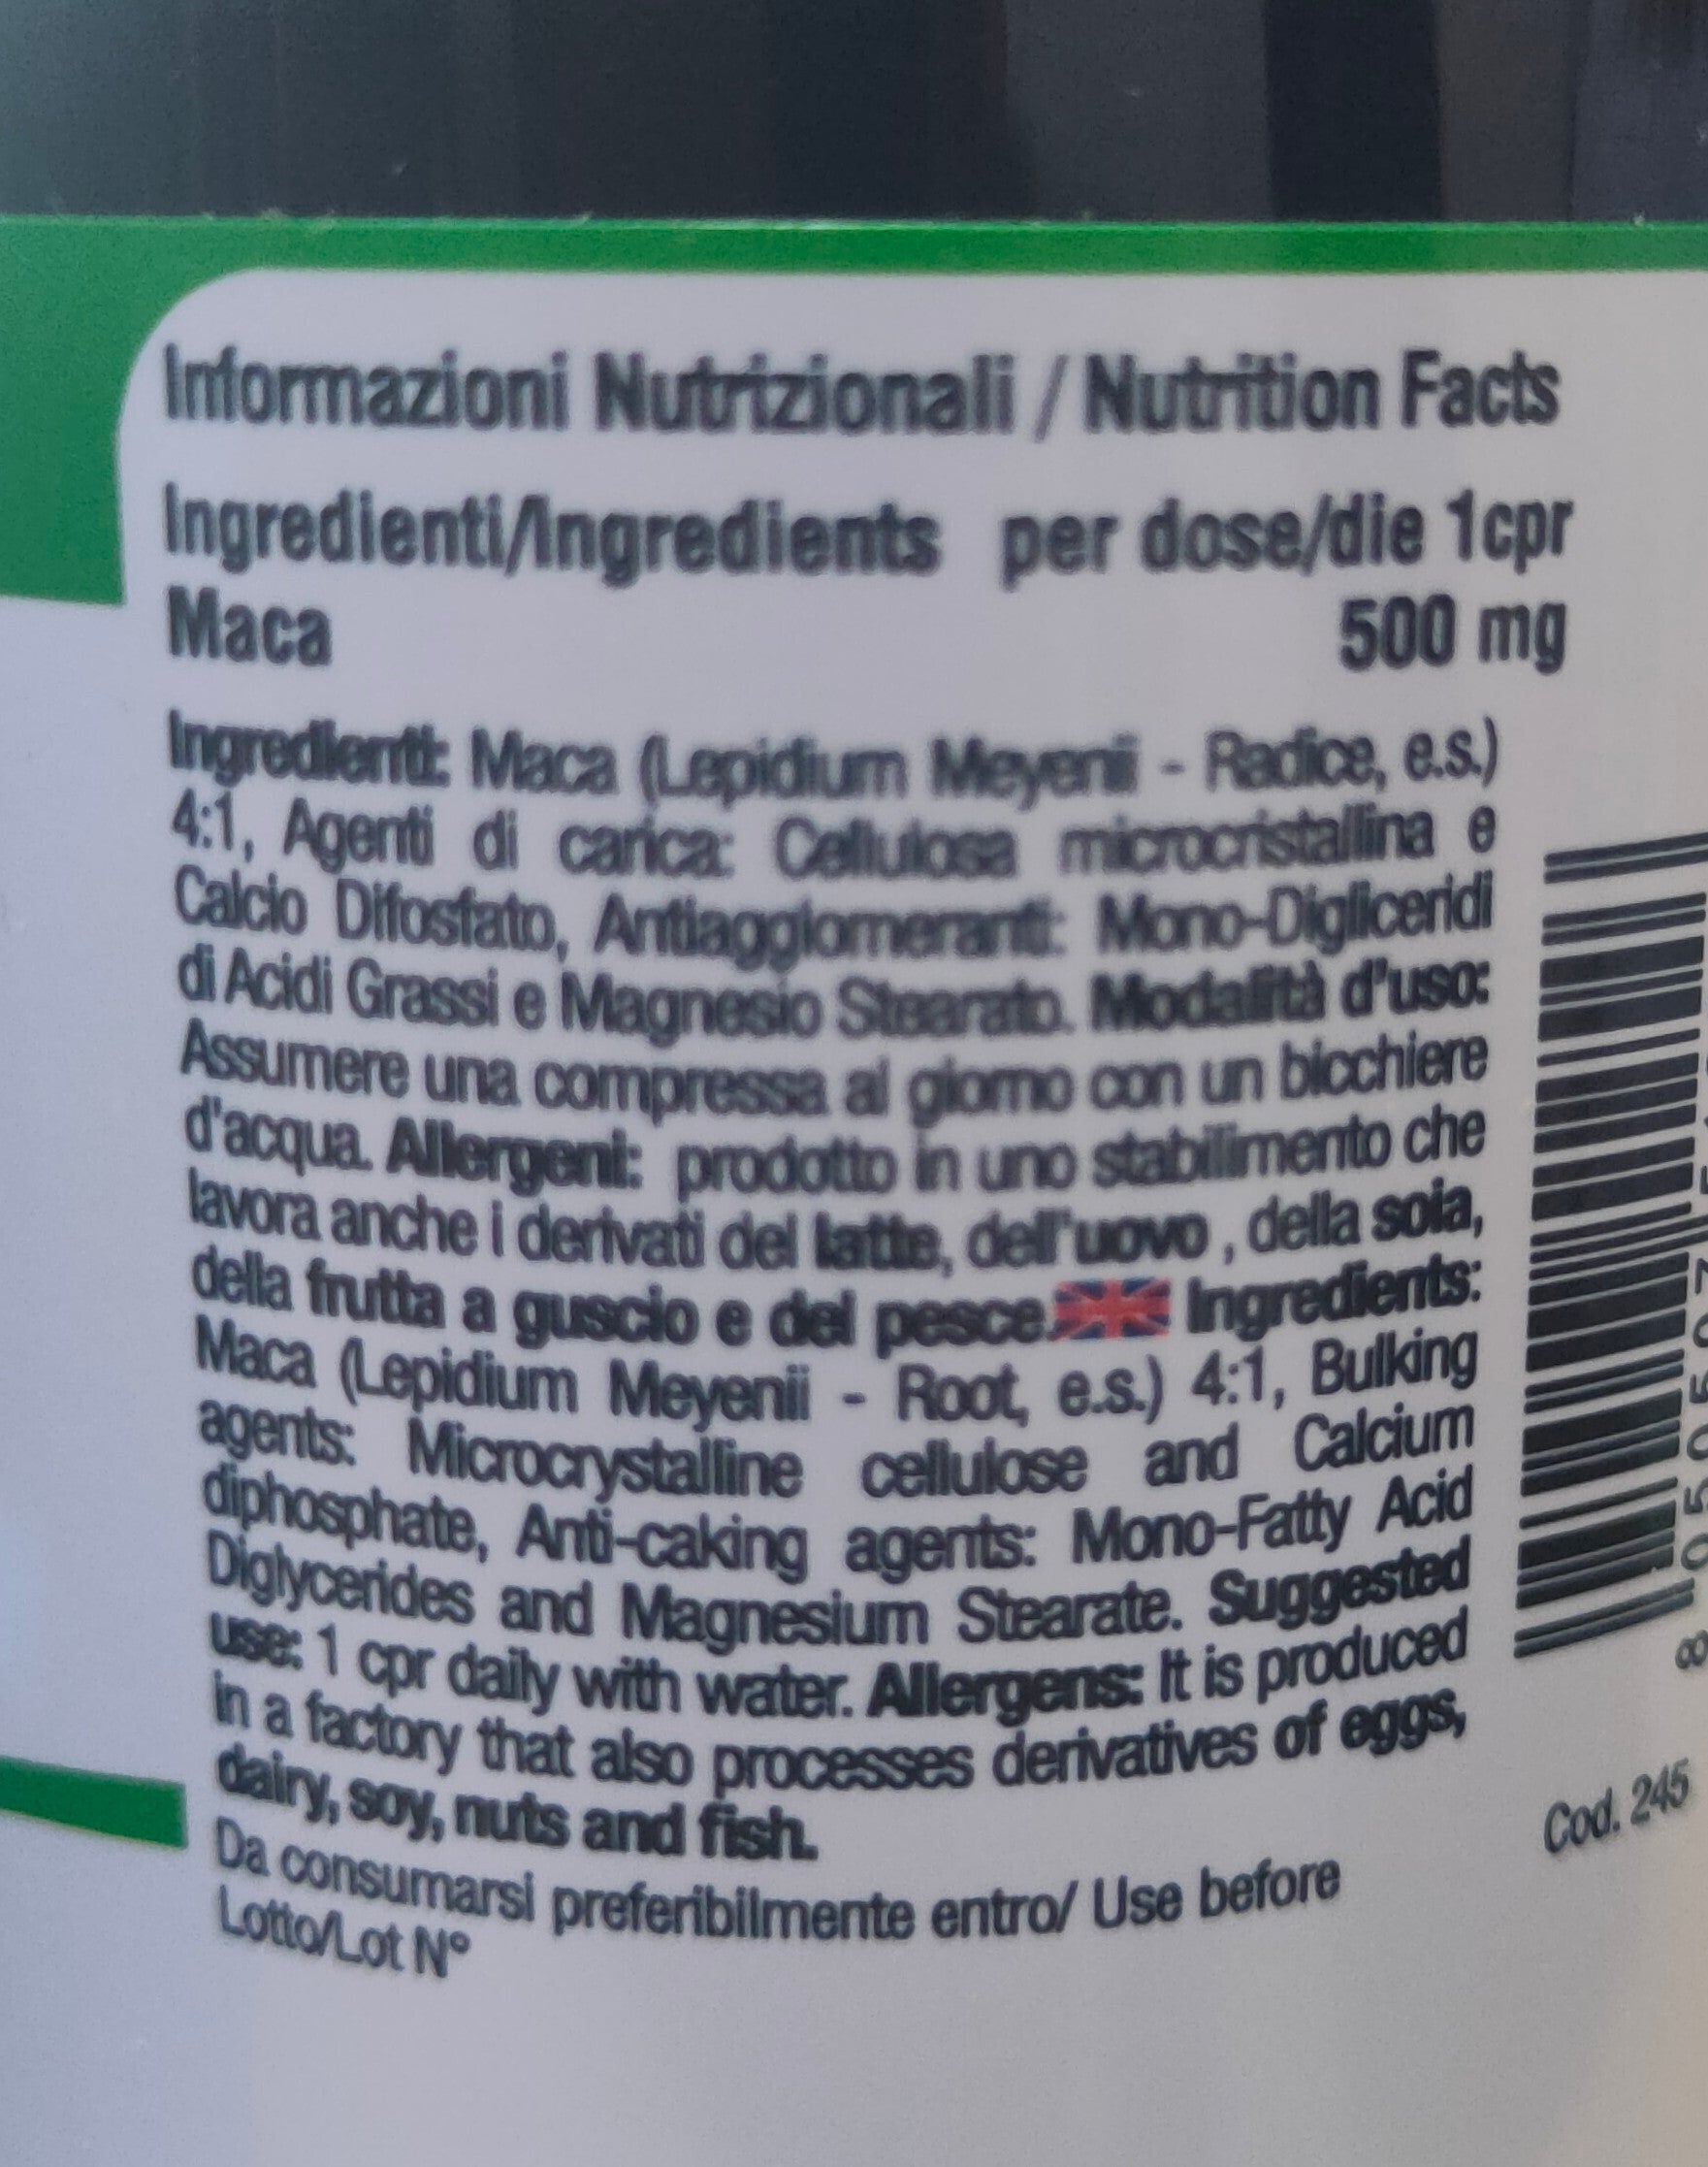 Informazioni Nutrizionali / Nutrition Facts
Ingredienti/Ingredients per dose/die 1cpr
Maca 500 mg
Ingredienti: Maca (Lepidium Meyenii - Radice, e.s.)
4:1, Agenti di carica: Cellulosa microcristallina e
Calcio Difosfato, Antiagglomeranti: Mono-Digliceridi
di Acidi Grassi e Magnesio Stearato. Modalità d'uso:
Assumere una compressa al giorno con un bicchiere
d'acqua. Allergeni: prodotto in uno stabilimento che
lavora anche i derivati del latte, dell'uovo , della soia,
della frutta a guscio e del pesce. Ingredients:
Maca (Lepidium Meyenii - Root, e.s.) 4:1, Bulking
agents: Microcrystalline cellulose and Calcium
diphosphate, Anti-caking agents: Mono-Fatty Acid
Diglycerides and Magnesium Stearate. Suggested
use: 1 cpr daily with water. Allergens: It is produced
in a factory that also processes derivatives of eggs,
dairy, soy, nuts and fish.
Da consumarsi preferibilmente entro/ Use before
Lotto/Lot N°
Cod. 245